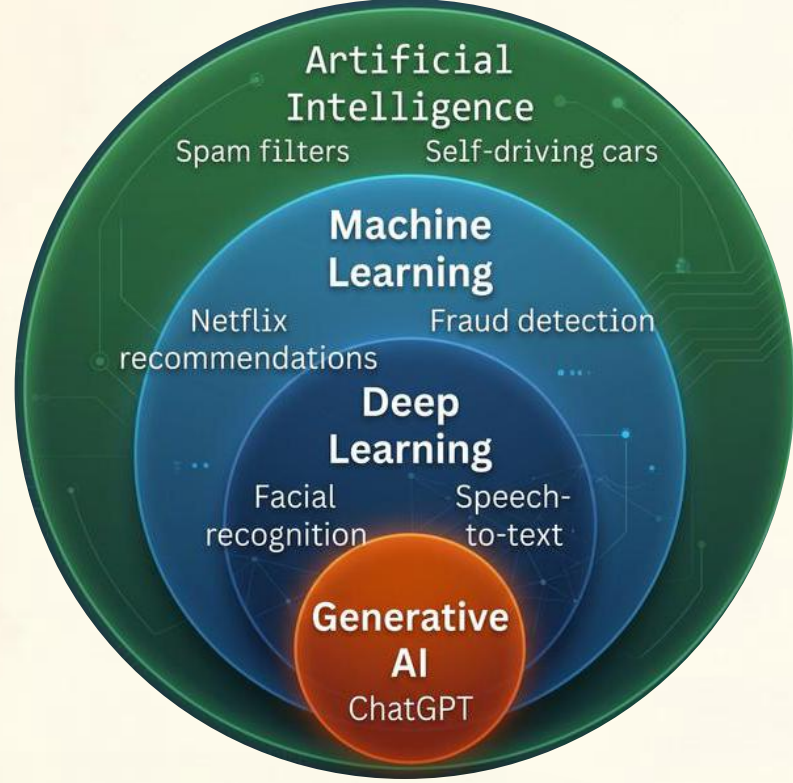 Artificial
Intelligence
Spam filters Self-driving cars
Machine
Learning
Netflix
recommendations
Fraud detection
Deep
Learning
Facial
recognition
Speech-
to-text
Generative
AI
ChatGPT